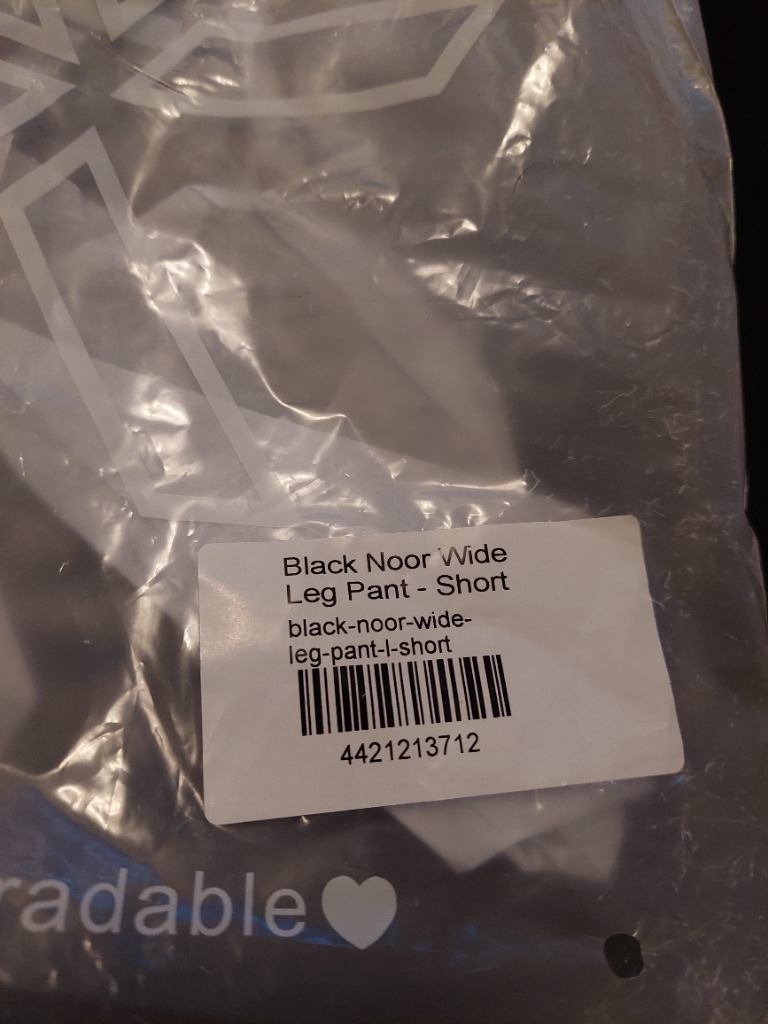 Black Noor Wide
Leg Pant - Short
black-noor-wide-
leg-pant-l-short
4421213712
radable